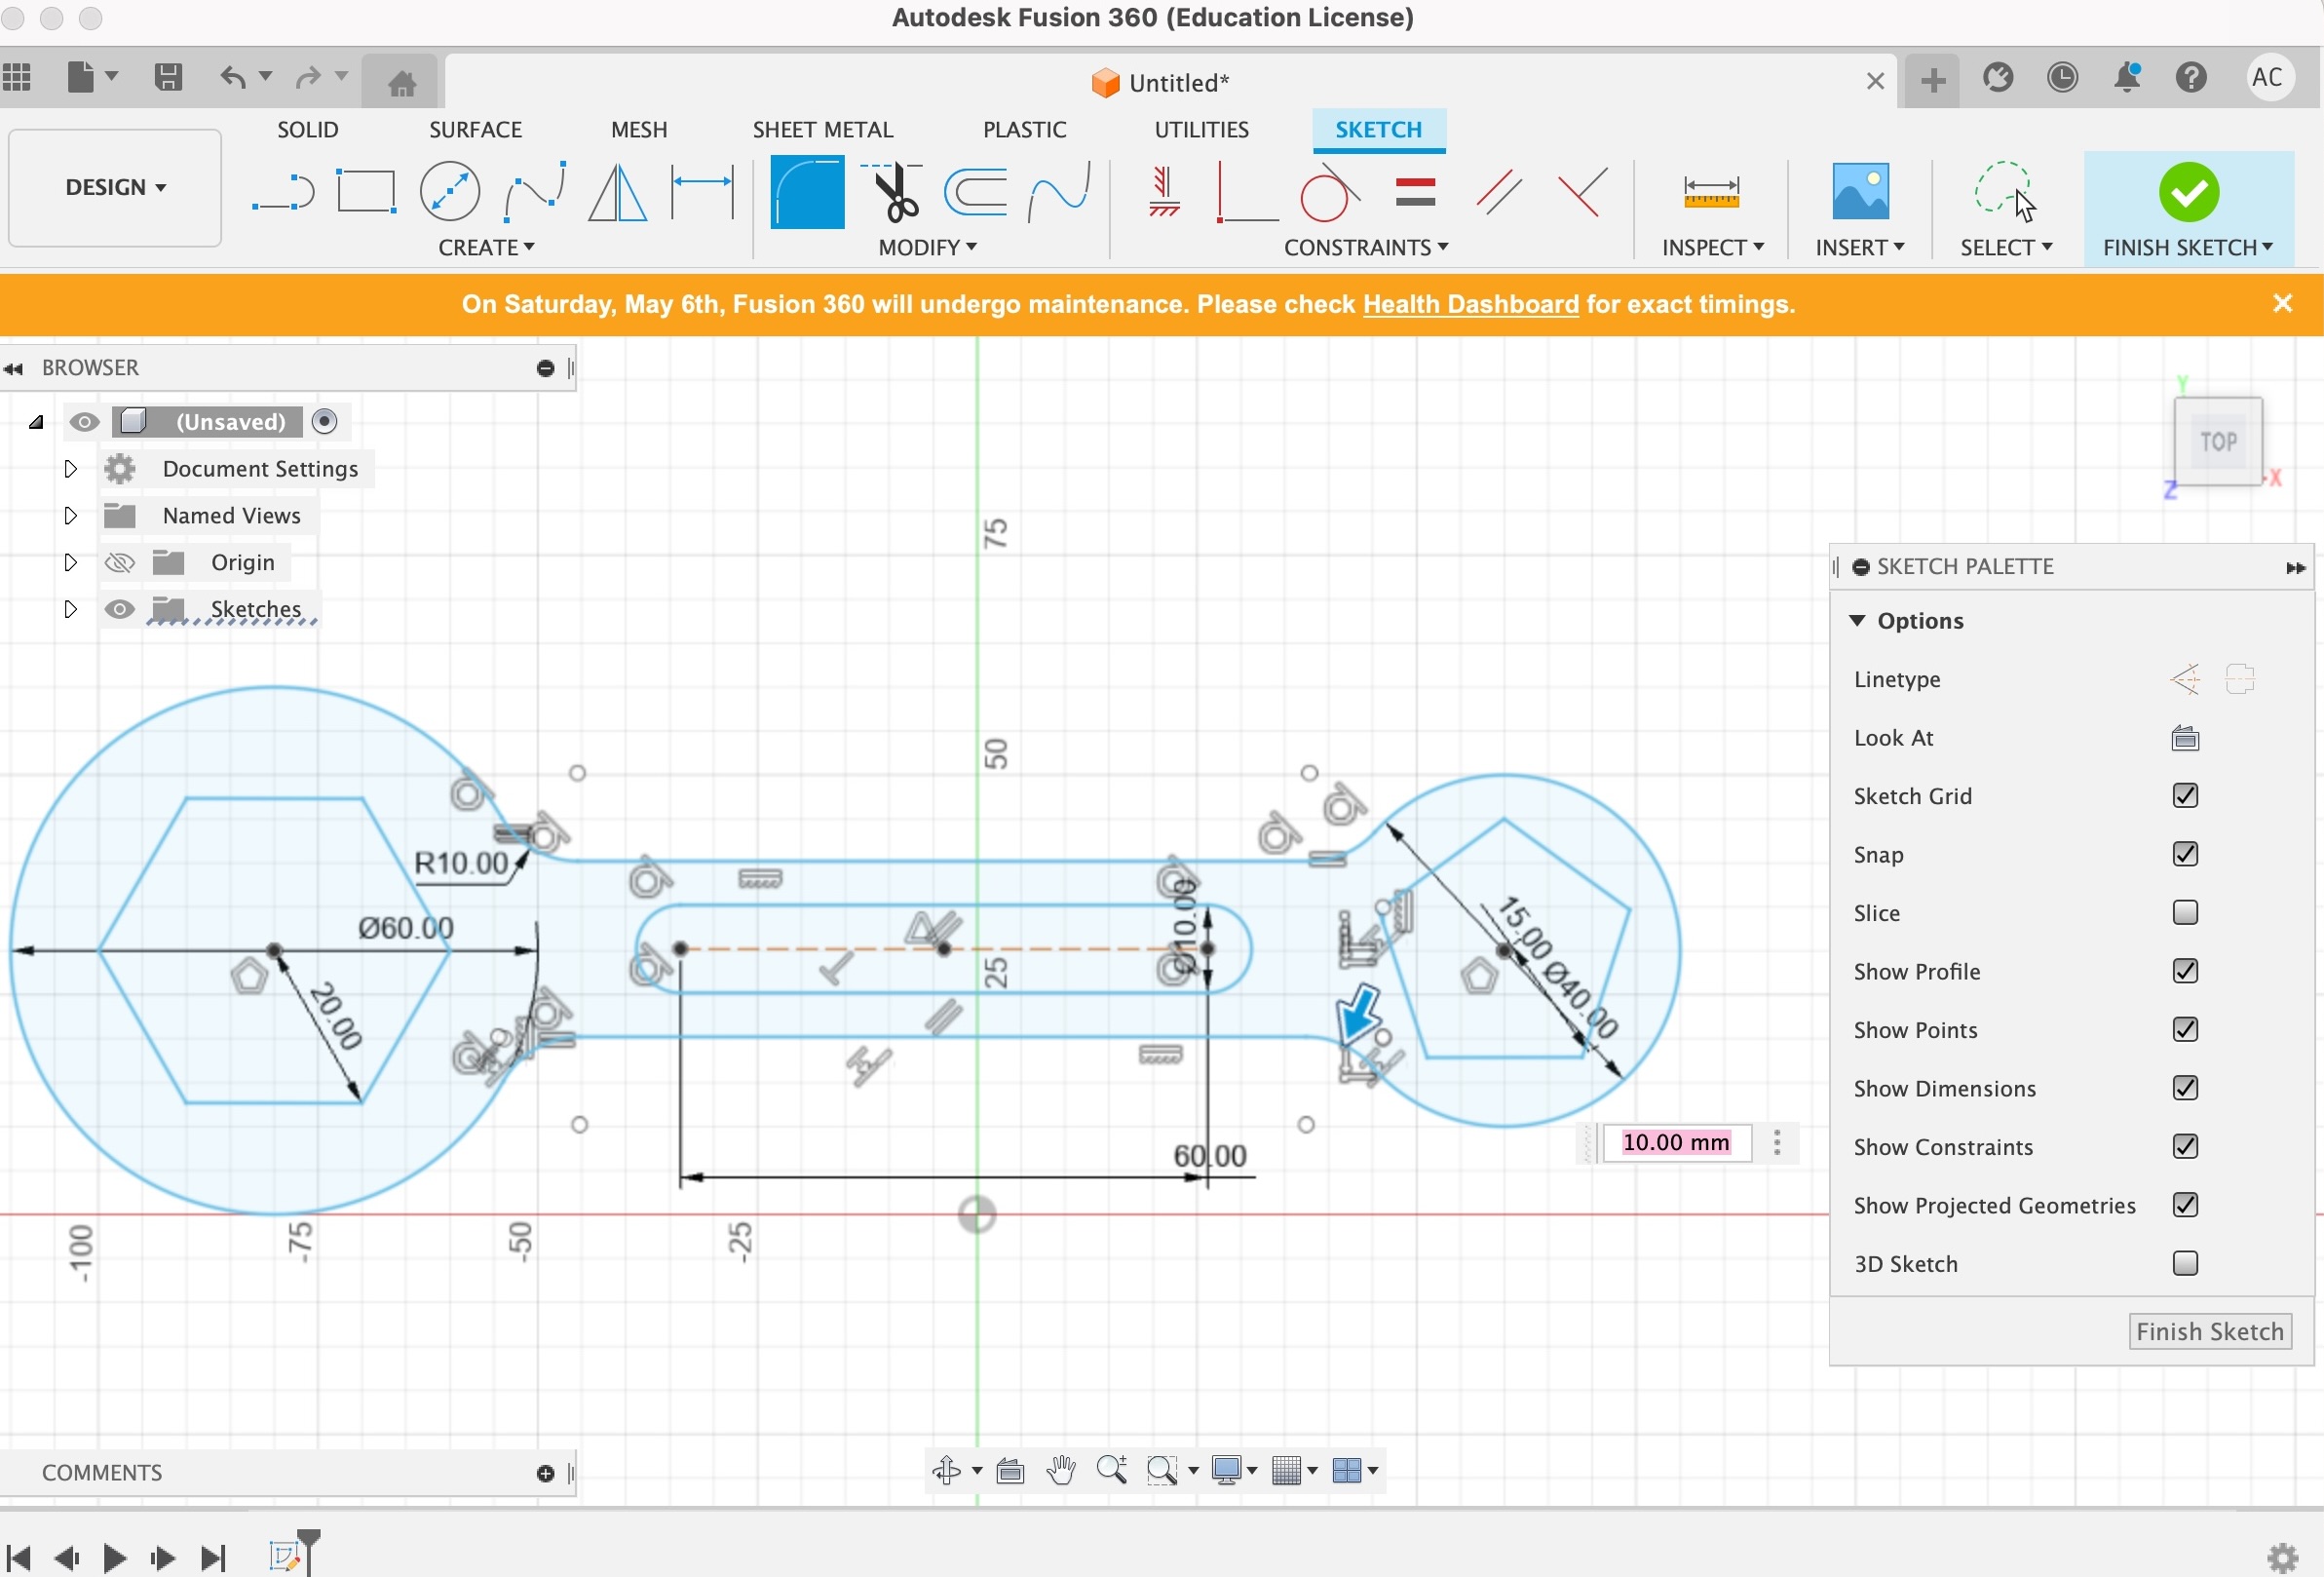 Autodesk Fusion 360 (Education License)
Untitled*
AC
SOLID SURFACE MESH SHEET METAL PLASTIC UTILITIES SKETCH
DESIGN
CREATE MODIFY CONSTRAINTS INSPECT INSERT SELECT FINISH SKETCH
On Saturday, May 6th, Fusion 360 will undergo maintenance. Please check Health Dashboard for exact timings.
BROWSER
(Unsaved)
Document Settings
Named Views
Origin
Sketches
Y
TOP
X
Z
75
50
25
R10.00
Ø60.00
20.00
Ø10.00
15.00
Ø40.00
60.00
10.00 mm
-100
-75
-50
-25
SKETCH PALETTE
Options
Linetype
Look At
Sketch Grid
Snap
Slice
Show Profile
Show Points
Show Dimensions
Show Constraints
Show Projected Geometries
3D Sketch
Finish Sketch
COMMENTS